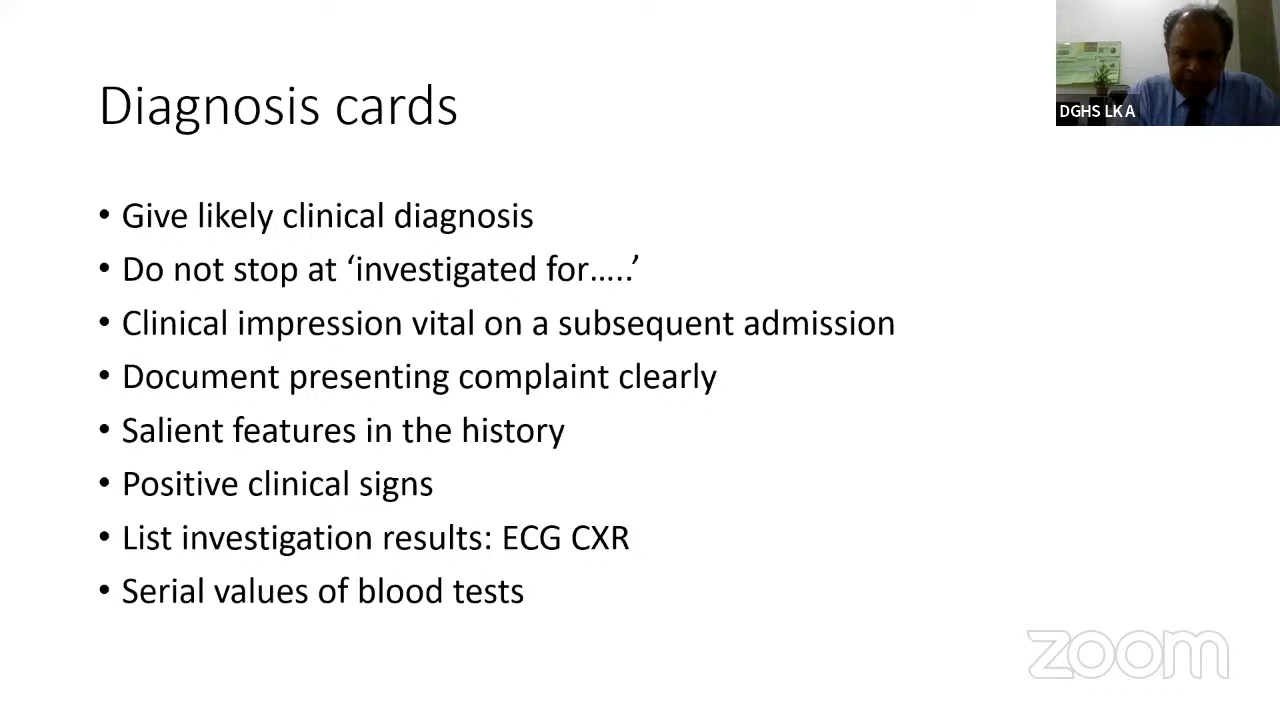 Diagnosis cards
DGHS LKA
• Give likely clinical diagnosis
• Do not stop at ‘investigated for…..’
• Clinical impression vital on a subsequent admission
• Document presenting complaint clearly
• Salient features in the history
• Positive clinical signs
• List investigation results: ECG CXR
• Serial values of blood tests
zoom